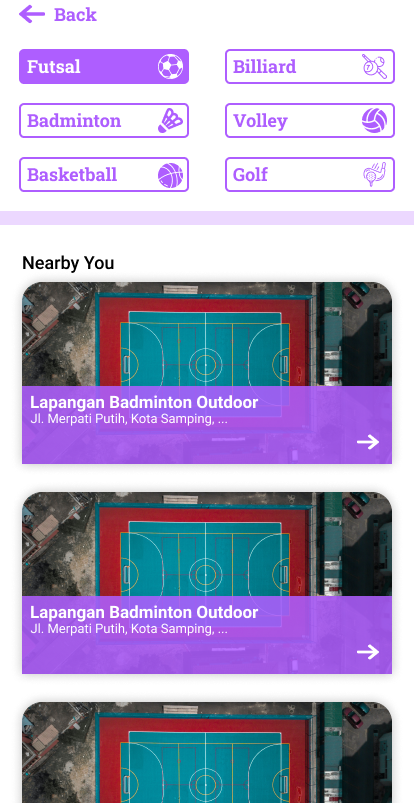 Back
Futsal
Billiard
Badminton
Volley
Basketball
Golf
Nearby You
Lapangan Badminton Outdoor
Jl. Merpati Putih, Kota Samping, ...
Lapangan Badminton Outdoor
Jl. Merpati Putih, Kota Samping, ...